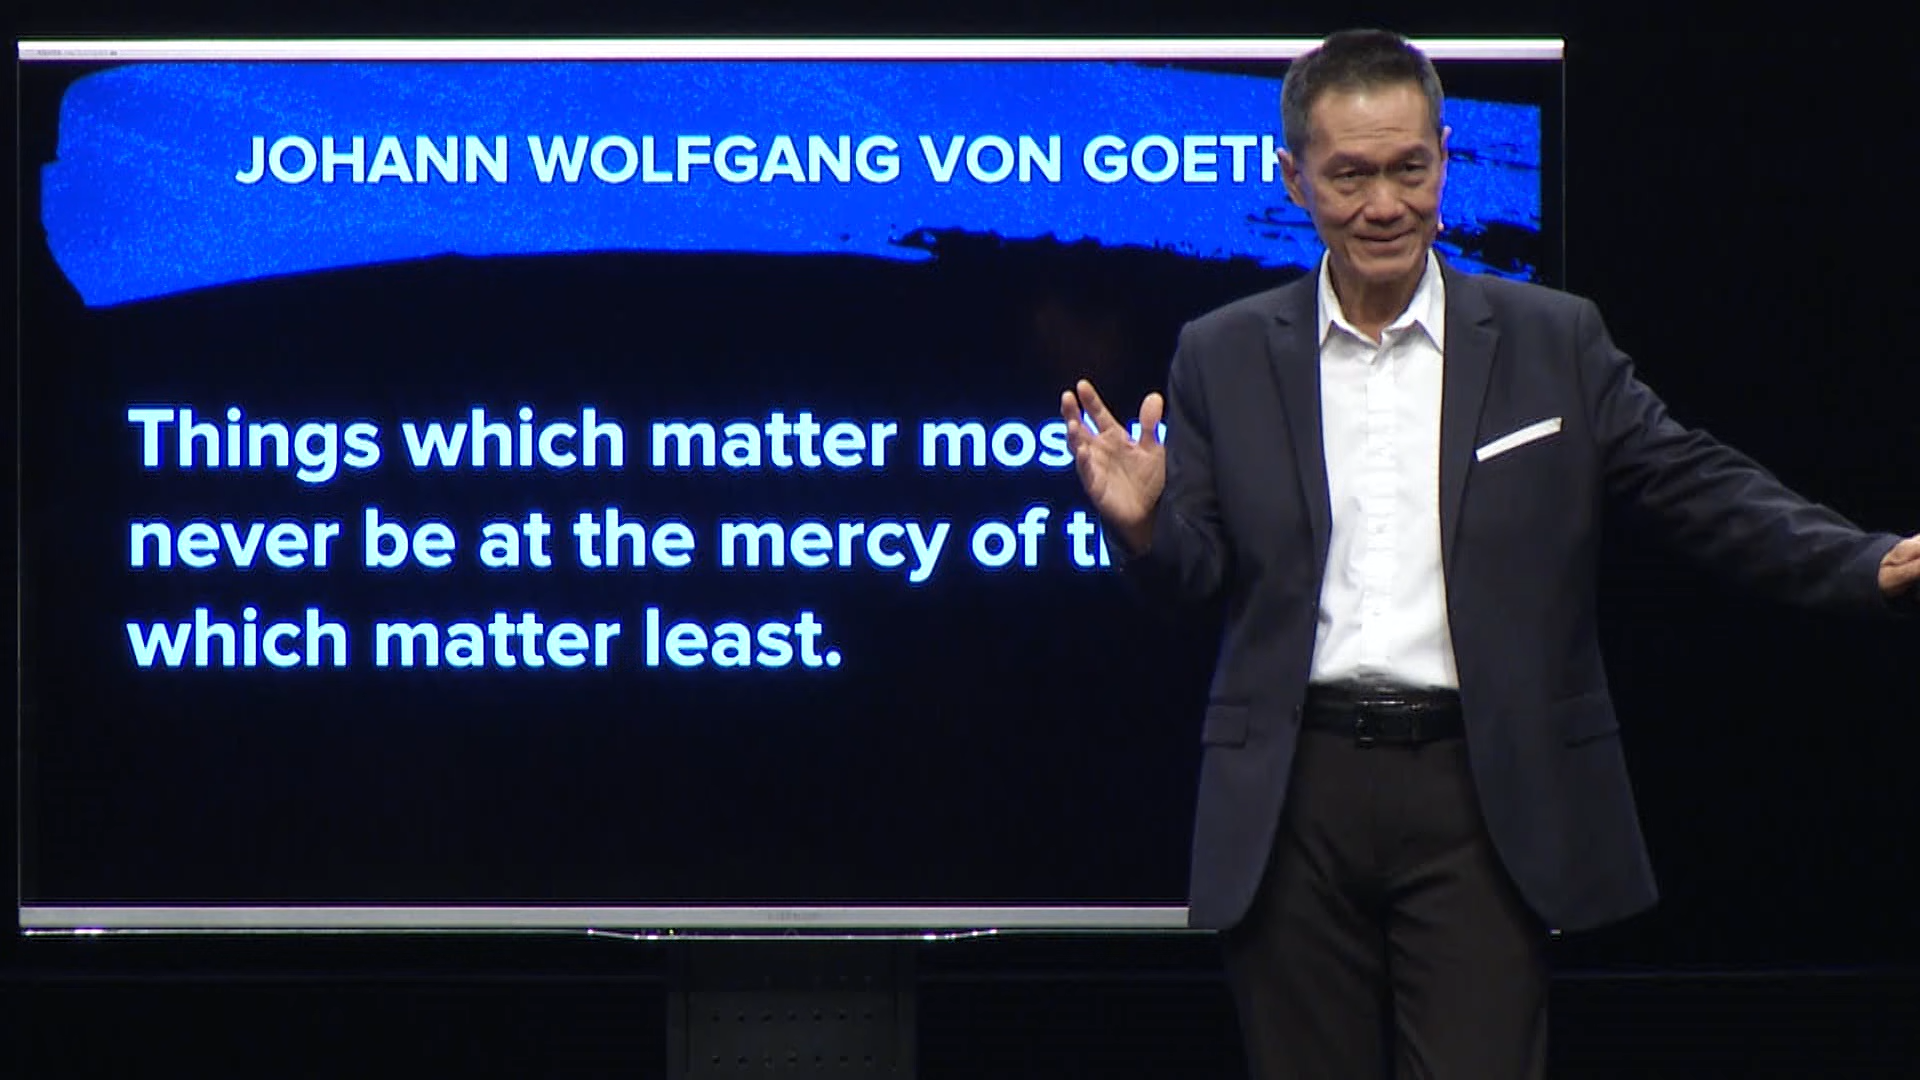 JOHANN WOLFGANG VON GOETH
Things which matter mos
never be at the mercy of t
which matter least.